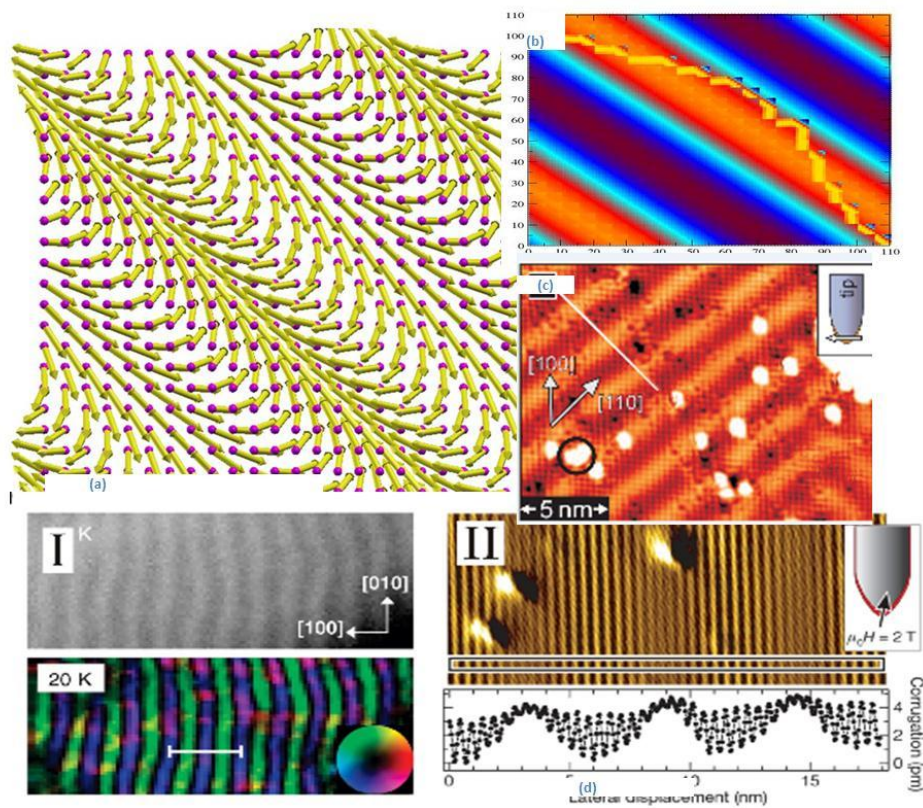 (a)
(b)
110
100
90
80
70
60
50
40
30
20
10
0
0 10 20 30 40 50 60 70 80 90 100 110
(c)
tip
[100]
[110]
5 nm
I
K
[010]
[100]
20 K
II
μ₀H = 2 T
Corrugation (pm)
4
2
0
0 5 10 15
(d)
Lateral displacement (nm)